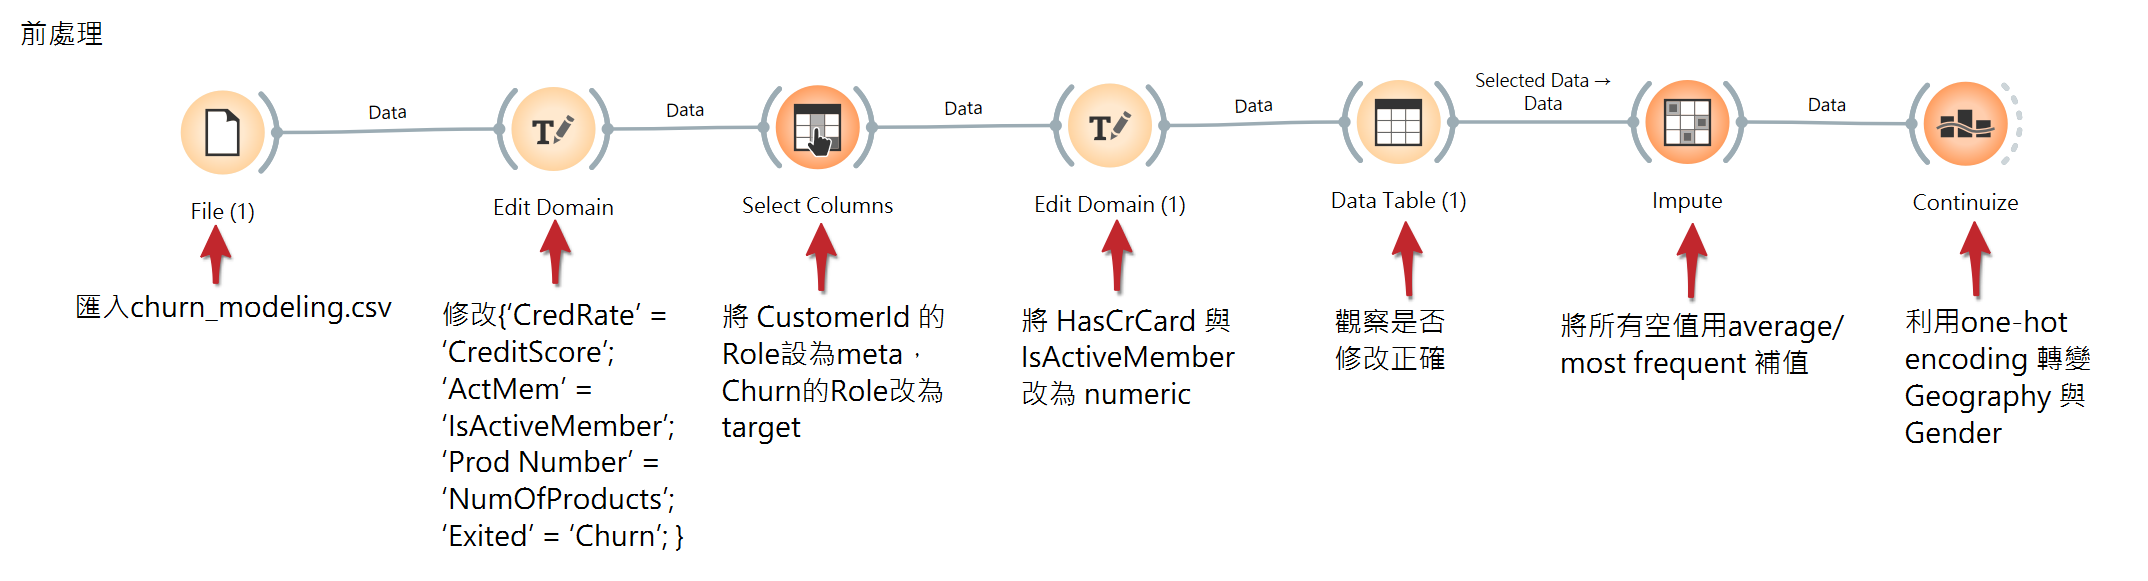 前處理
Data
Data
Data
Data
Selected Data →
Data
Data
File (1)
Edit Domain
Select Columns
Edit Domain (1)
Data Table (1)
Impute
Continuize
匯入churn_modeling.csv
修改{‘CredRate’ =
‘CreditScore’;
‘ActMem’ =
‘IsActiveMember’;
‘Prod Number’ =
‘NumOfProducts’;
‘Exited’ = ‘Churn’; }
將 CustomerId 的
Role設為meta，
Churn的Role改為
target
將 HasCrCard 與
IsActiveMember
改為 numeric
觀察是否
修改正確
將所有空值用average/
most frequent 補值
利用one-hot
encoding 轉變
Geography 與
Gender